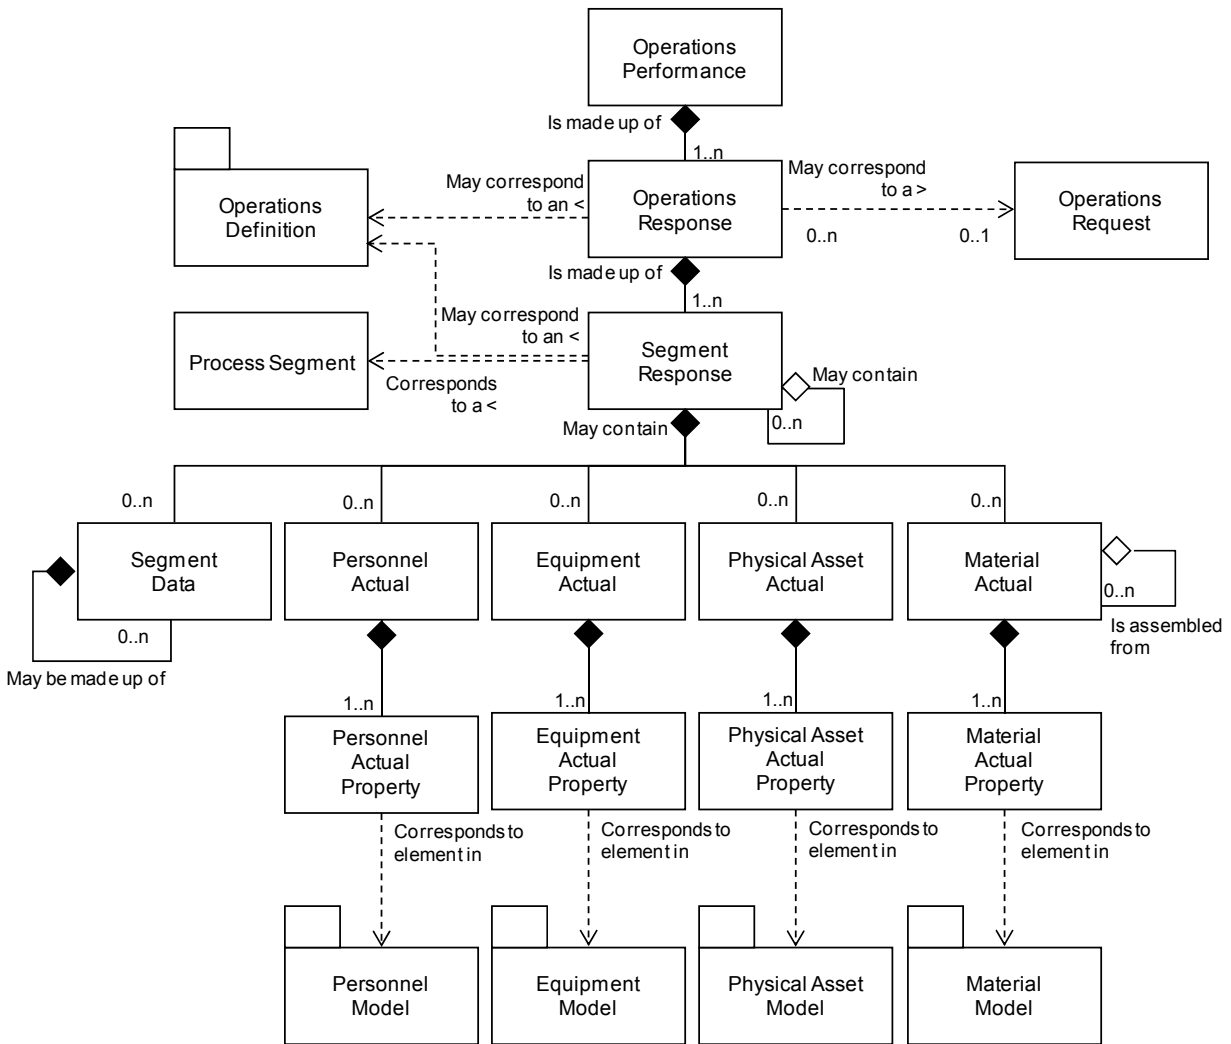 Operations
Performance
Is made up of
1..n
May correspond
to an <
Operations
Response
May correspond
to a >
0..n
0..1
Operations
Request
Operations
Definition
Is made up of
1..n
May correspond
to an <
Process Segment
Segment
Response
Corresponds
to a <
May contain
0..n
May contain
0..n
0..n
0..n
0..n
0..n
Segment
Data
Personnel
Actual
Equipment
Actual
Physical Asset
Actual
Material
Actual
0..n
0..n
May be made up of
Is assembled
from
1..n
1..n
1..n
1..n
Personnel
Actual
Property
Equipment
Actual
Property
Physical Asset
Actual
Property
Material
Actual
Property
Corresponds to
element in
Corresponds to
element in
Corresponds to
element in
Corresponds to
element in
Personnel
Model
Equipment
Model
Physical Asset
Model
Material
Model